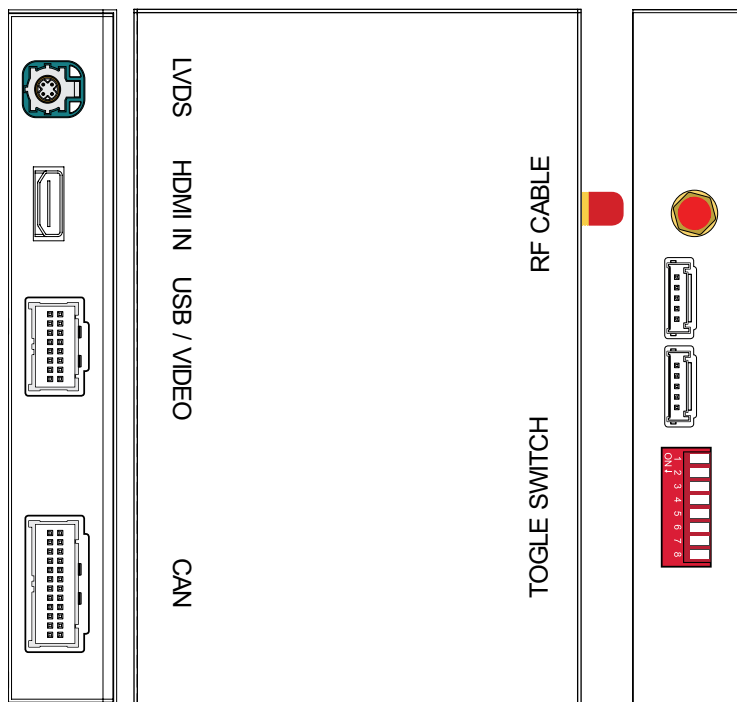 LVDS
HDMI IN
USB / VIDEO
CAN
RF CABLE
TOGLE SWITCH
ON ↓
1 2 3 4 5 6 7 8